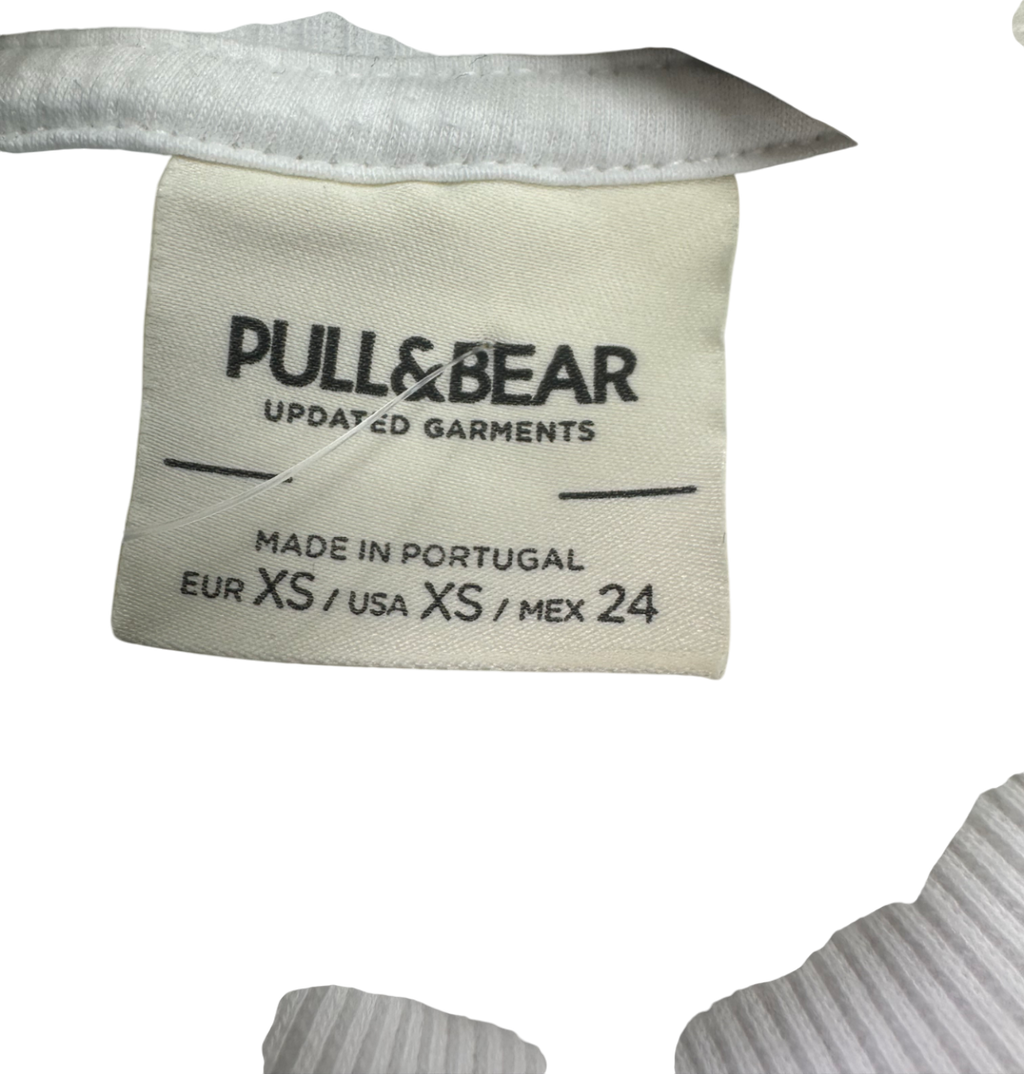 PULL&BEAR
UPDATED GARMENTS
MADE IN PORTUGAL
EUR XS / USA XS / MEX 24